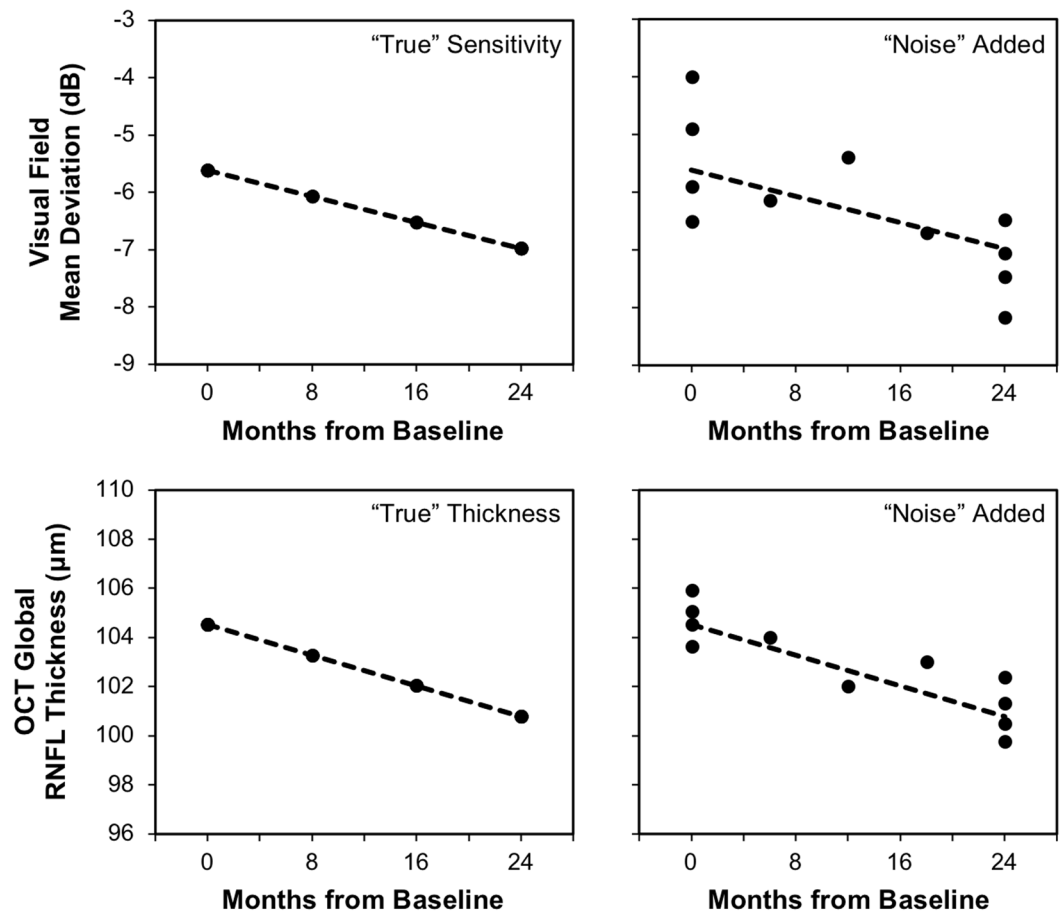 -3
-4
-5
-6
-7
-8
-9
Visual Field
Mean Deviation (dB)
“True” Sensitivity
0 8 16 24
Months from Baseline
“Noise” Added
0 8 16 24
Months from Baseline
110
108
106
104
102
100
98
96
OCT Global
RNFL Thickness (μm)
“True” Thickness
0 8 16 24
Months from Baseline
“Noise” Added
0 8 16 24
Months from Baseline